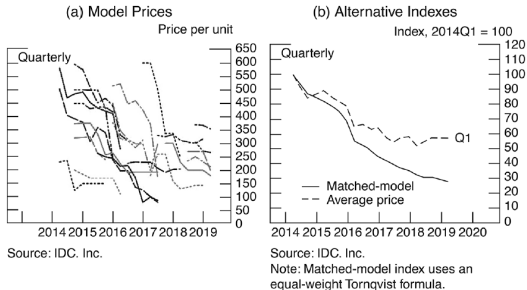 (a) Model Prices
Price per unit
Quarterly
650
600
550
500
450
400
350
300
250
200
150
100
50
0
2014 2015 2016 2017 2018 2019
Source: IDC. Inc.
(b) Alternative Indexes
Index, 2014Q1 = 100
Quarterly
120
110
100
90
80
70
60
50
40
30
20
10
0
Q1
Matched-model
Average price
2014 2015 2016 2017 2018 2019 2020
Source: IDC. Inc.
Note: Matched-model index uses an
equal-weight Tornqvist formula.